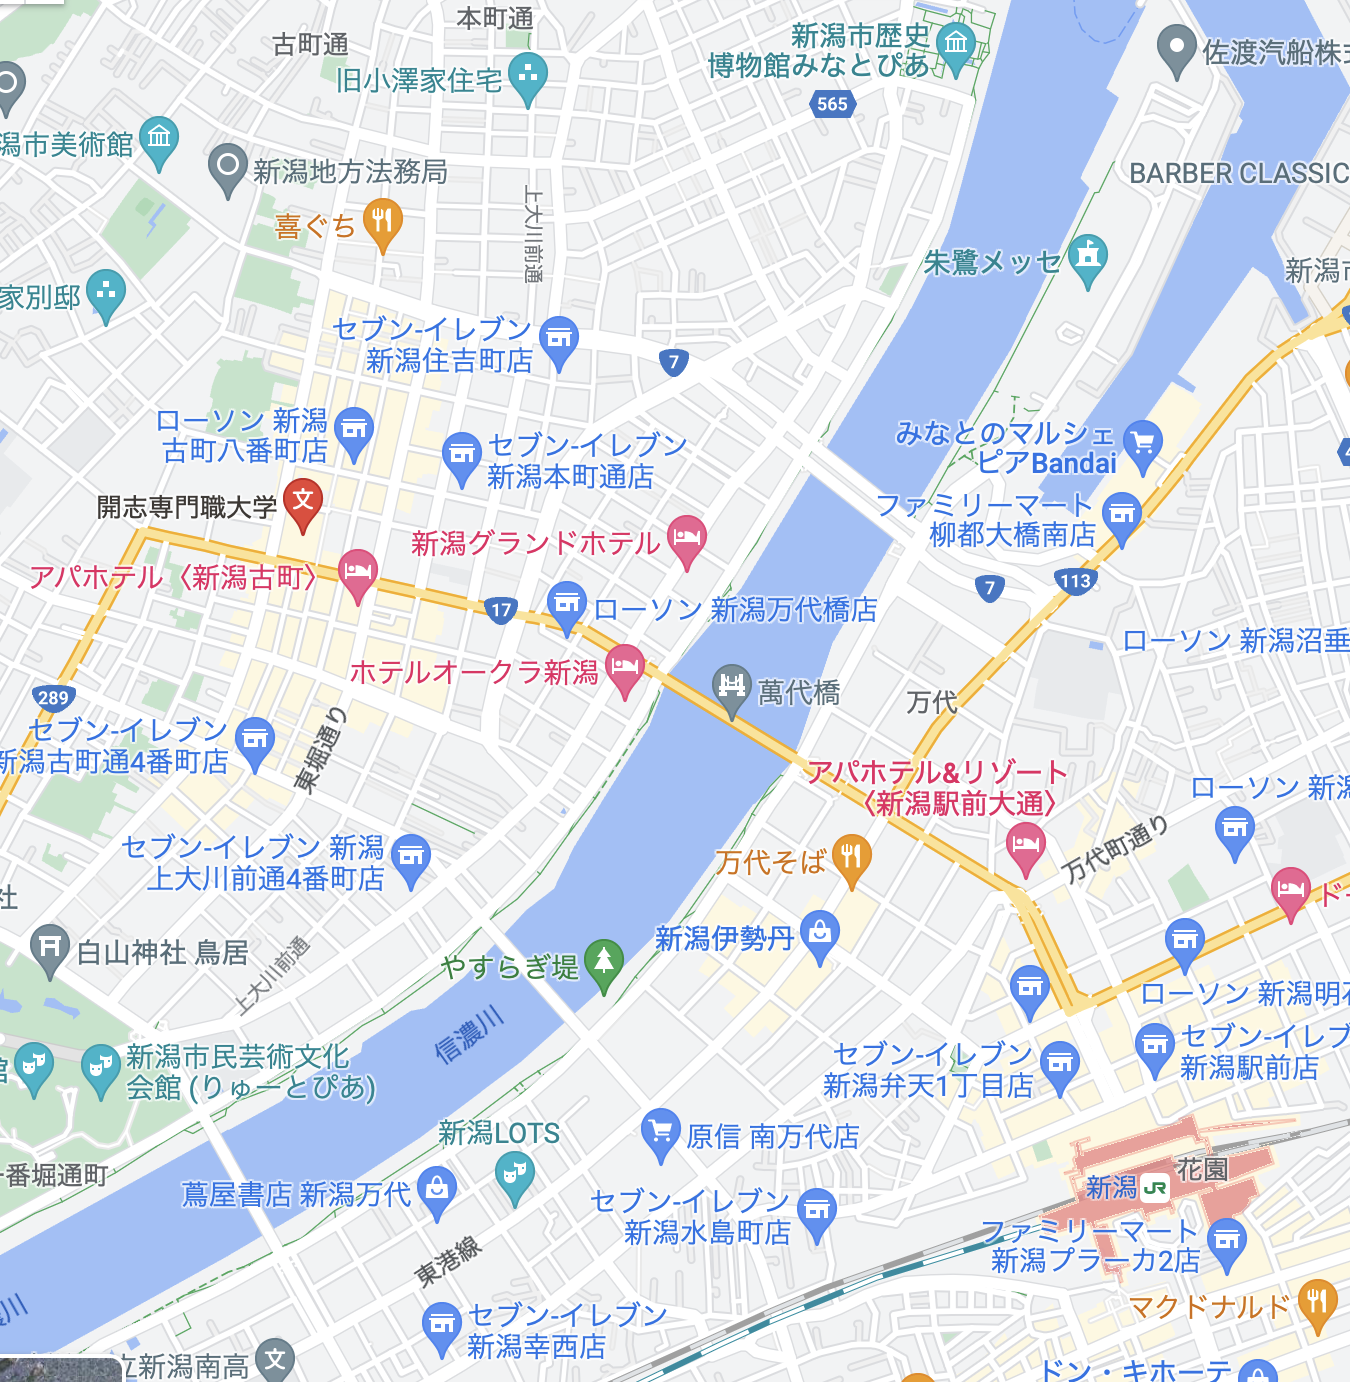 本町通
古町通
新潟市歴史
博物館みなとぴあ
佐渡汽船株式
旧小澤家住宅
565
潟市美術館
新潟地方法務局
BARBER CLASSIC
喜ぐち
上大川前通
朱鷺メッセ
新潟市
家別邸
セブン-イレブン
新潟住吉町店
7
ローソン 新潟
古町八番町店
セブン-イレブン
新潟本町通店
みなとのマルシェ
ピアBandai
4
ファミリーマート
柳都大橋南店
開志専門職大学
文
新潟グランドホテル
アパホテル〈新潟古町〉
17
ローソン 新潟万代橋店
7
113
ローソン 新潟沼垂
ホテルオークラ新潟
萬代橋
万代
289
セブン-イレブン
新潟古町通4番町店
東堀通り
アパホテル&リゾート
〈新潟駅前大通〉
ローソン 新潟
セブン-イレブン 新潟
上大川前通4番町店
万代そば
万代町通り
社
ドー
白山神社 鳥居
上大川前通
やすらぎ堤
新潟伊勢丹
ローソン 新潟明石
信濃川
館
新潟市民芸術文化
会館 (りゅーとぴあ)
セブン-イレブン
新潟弁天1丁目店
セブン-イレブ
新潟駅前店
新潟LOTS
原信 南万代店
一番堀通町
蔦屋書店 新潟万代
セブン-イレブン
新潟水島町店
新潟
JR
花園
ファミリーマート
新潟プラーカ2店
東港線
川
セブン-イレブン
新潟幸西店
マクドナルド
立新潟南高
文
ドン・キホーテ